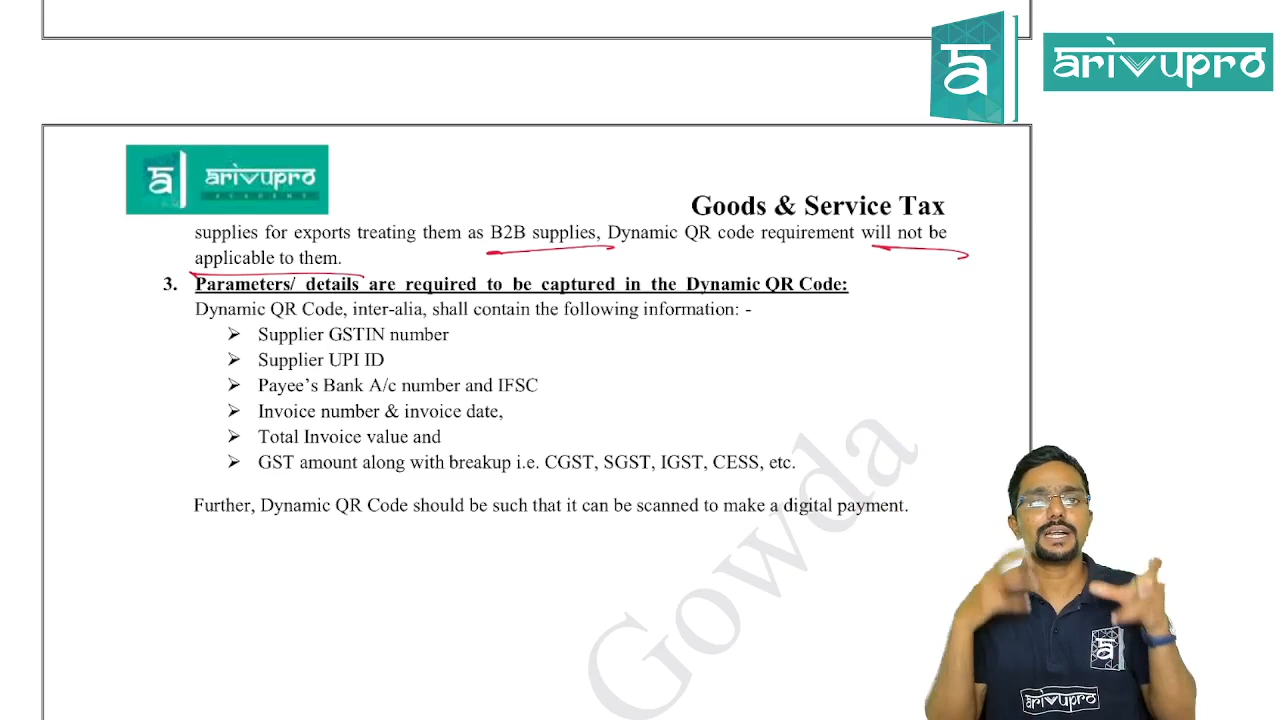 arivupro
arivupro
ACADEMY
Goods & Service Tax
supplies for exports treating them as B2B supplies, Dynamic QR code requirement will not be
applicable to them.
3. Parameters/ details are required to be captured in the Dynamic QR Code:
Dynamic QR Code, inter-alia, shall contain the following information: -
➢ Supplier GSTIN number
➢ Supplier UPI ID
➢ Payee's Bank A/c number and IFSC
➢ Invoice number & invoice date,
➢ Total Invoice value and
➢ GST amount along with breakup i.e. CGST, SGST, IGST, CESS, etc.
Further, Dynamic QR Code should be such that it can be scanned to make a digital payment.
Gowda
arivupro